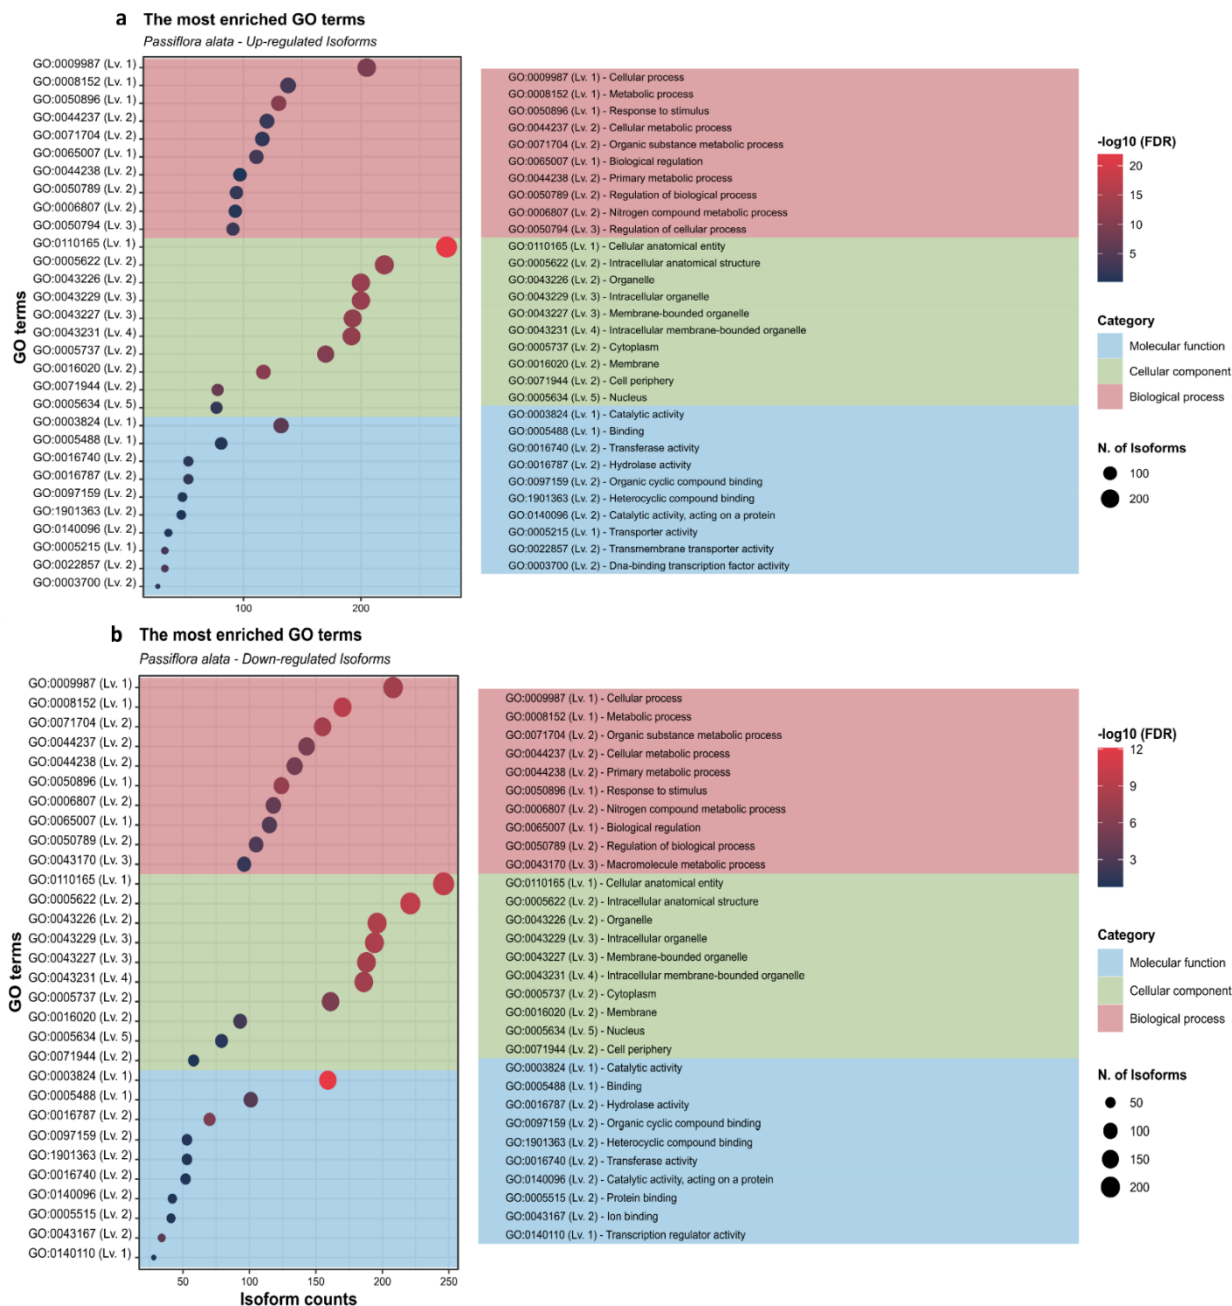 a The most enriched GO terms
Passiflora alata - Up-regulated Isoforms
GO terms
GO:0009987 (Lv. 1)
GO:0008152 (Lv. 1)
GO:0050896 (Lv. 1)
GO:0044237 (Lv. 2)
GO:0071704 (Lv. 2)
GO:0065007 (Lv. 1)
GO:0044238 (Lv. 2)
GO:0050789 (Lv. 2)
GO:0006807 (Lv. 2)
GO:0050794 (Lv. 3)
GO:0110165 (Lv. 1)
GO:0005622 (Lv. 2)
GO:0043226 (Lv. 2)
GO:0043229 (Lv. 3)
GO:0043227 (Lv. 3)
GO:0043231 (Lv. 4)
GO:0005737 (Lv. 2)
GO:0016020 (Lv. 2)
GO:0071944 (Lv. 2)
GO:0005634 (Lv. 5)
GO:0003824 (Lv. 1)
GO:0005488 (Lv. 1)
GO:0016740 (Lv. 2)
GO:0016787 (Lv. 2)
GO:0097159 (Lv. 2)
GO:1901363 (Lv. 2)
GO:0140096 (Lv. 2)
GO:0005215 (Lv. 1)
GO:0022857 (Lv. 2)
GO:0003700 (Lv. 2)
100 200
GO:0009987 (Lv. 1) - Cellular process
GO:0008152 (Lv. 1) - Metabolic process
GO:0050896 (Lv. 1) - Response to stimulus
GO:0044237 (Lv. 2) - Cellular metabolic process
GO:0071704 (Lv. 2) - Organic substance metabolic process
GO:0065007 (Lv. 1) - Biological regulation
GO:0044238 (Lv. 2) - Primary metabolic process
GO:0050789 (Lv. 2) - Regulation of biological process
GO:0006807 (Lv. 2) - Nitrogen compound metabolic process
GO:0050794 (Lv. 3) - Regulation of cellular process
GO:0110165 (Lv. 1) - Cellular anatomical entity
GO:0005622 (Lv. 2) - Intracellular anatomical structure
GO:0043226 (Lv. 2) - Organelle
GO:0043229 (Lv. 3) - Intracellular organelle
GO:0043227 (Lv. 3) - Membrane-bounded organelle
GO:0043231 (Lv. 4) - Intracellular membrane-bounded organelle
GO:0005737 (Lv. 2) - Cytoplasm
GO:0016020 (Lv. 2) - Membrane
GO:0071944 (Lv. 2) - Cell periphery
GO:0005634 (Lv. 5) - Nucleus
GO:0003824 (Lv. 1) - Catalytic activity
GO:0005488 (Lv. 1) - Binding
GO:0016740 (Lv. 2) - Transferase activity
GO:0016787 (Lv. 2) - Hydrolase activity
GO:0097159 (Lv. 2) - Organic cyclic compound binding
GO:1901363 (Lv. 2) - Heterocyclic compound binding
GO:0140096 (Lv. 2) - Catalytic activity, acting on a protein
GO:0005215 (Lv. 1) - Transporter activity
GO:0022857 (Lv. 2) - Transmembrane transporter activity
GO:0003700 (Lv. 2) - Dna-binding transcription factor activity
-log10 (FDR)
20
15
10
5
Category
Molecular function
Cellular component
Biological process
N. of Isoforms
100
200
b The most enriched GO terms
Passiflora alata - Down-regulated Isoforms
GO terms
GO:0009987 (Lv. 1)
GO:0008152 (Lv. 1)
GO:0071704 (Lv. 2)
GO:0044237 (Lv. 2)
GO:0044238 (Lv. 2)
GO:0050896 (Lv. 1)
GO:0006807 (Lv. 2)
GO:0065007 (Lv. 1)
GO:0050789 (Lv. 2)
GO:0043170 (Lv. 3)
GO:0110165 (Lv. 1)
GO:0005622 (Lv. 2)
GO:0043226 (Lv. 2)
GO:0043229 (Lv. 3)
GO:0043227 (Lv. 3)
GO:0043231 (Lv. 4)
GO:0005737 (Lv. 2)
GO:0016020 (Lv. 2)
GO:0005634 (Lv. 5)
GO:0071944 (Lv. 2)
GO:0003824 (Lv. 1)
GO:0005488 (Lv. 1)
GO:0016787 (Lv. 2)
GO:0097159 (Lv. 2)
GO:1901363 (Lv. 2)
GO:0016740 (Lv. 2)
GO:0140096 (Lv. 2)
GO:0005515 (Lv. 2)
GO:0043167 (Lv. 2)
GO:0140110 (Lv. 1)
50 100 150 200 250
Isoform counts
GO:0009987 (Lv. 1) - Cellular process
GO:0008152 (Lv. 1) - Metabolic process
GO:0071704 (Lv. 2) - Organic substance metabolic process
GO:0044237 (Lv. 2) - Cellular metabolic process
GO:0044238 (Lv. 2) - Primary metabolic process
GO:0050896 (Lv. 1) - Response to stimulus
GO:0006807 (Lv. 2) - Nitrogen compound metabolic process
GO:0065007 (Lv. 1) - Biological regulation
GO:0050789 (Lv. 2) - Regulation of biological process
GO:0043170 (Lv. 3) - Macromolecule metabolic process
GO:0110165 (Lv. 1) - Cellular anatomical entity
GO:0005622 (Lv. 2) - Intracellular anatomical structure
GO:0043226 (Lv. 2) - Organelle
GO:0043229 (Lv. 3) - Intracellular organelle
GO:0043227 (Lv. 3) - Membrane-bounded organelle
GO:0043231 (Lv. 4) - Intracellular membrane-bounded organelle
GO:0005737 (Lv. 2) - Cytoplasm
GO:0016020 (Lv. 2) - Membrane
GO:0005634 (Lv. 5) - Nucleus
GO:0071944 (Lv. 2) - Cell periphery
GO:0003824 (Lv. 1) - Catalytic activity
GO:0005488 (Lv. 1) - Binding
GO:0016787 (Lv. 2) - Hydrolase activity
GO:0097159 (Lv. 2) - Organic cyclic compound binding
GO:1901363 (Lv. 2) - Heterocyclic compound binding
GO:0016740 (Lv. 2) - Transferase activity
GO:0140096 (Lv. 2) - Catalytic activity, acting on a protein
GO:0005515 (Lv. 2) - Protein binding
GO:0043167 (Lv. 2) - Ion binding
GO:0140110 (Lv. 1) - Transcription regulator activity
-log10 (FDR)
12
9
6
3
Category
Molecular function
Cellular component
Biological process
N. of Isoforms
50
100
150
200